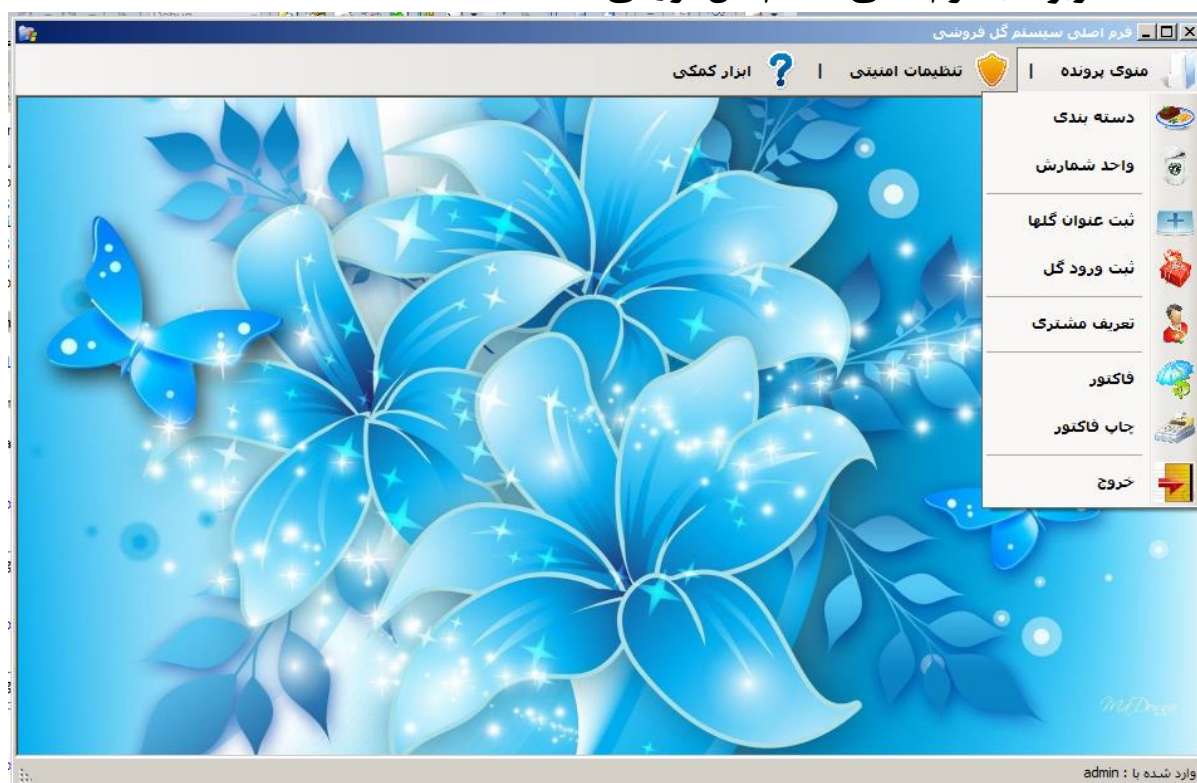 فرم اصلی سیستم گل فروشی
منوی پرونده | تنظیمات امنیتی | ابزار کمکی
دسته بندی
واحد شمارش
ثبت عنوان گلها
ثبت ورود گل
تعریف مشتری
فاکتور
چاپ فاکتور
خروج
وارد شده با : admin